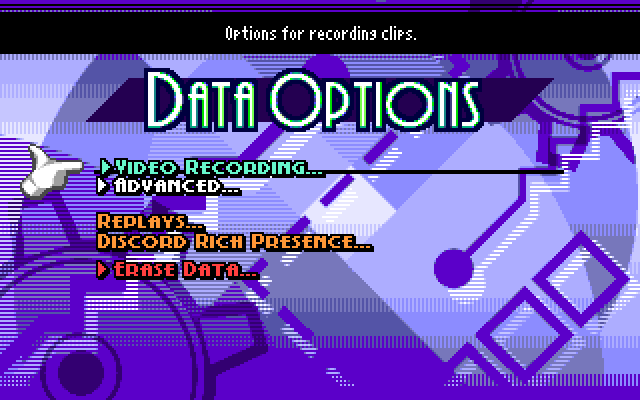 Options for recording clips.
DATA OPTIONS
VIDEO RECORDING...
ADVANCED...
REPLAYS...
DISCORD RICH PRESENCE...
ERASE DATA...